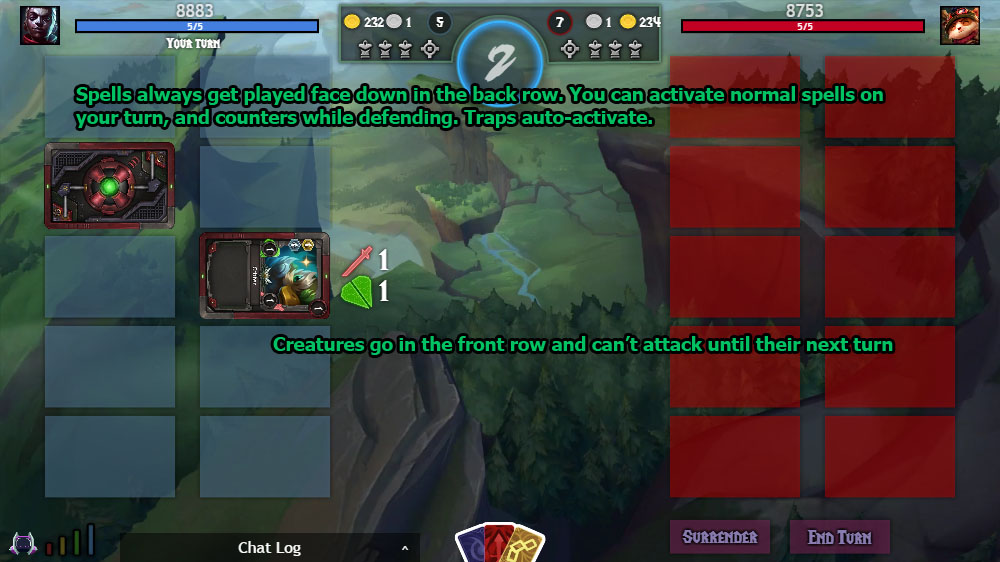 8883
5/5
Your turn
232 1 5
2
7 1 234
8753
5/5
Spells always get played face down in the back row. You can activate normal spells on
your turn, and counters while defending. Traps auto-activate.
1
1
Creatures go in the front row and can't attack until their next turn
Chat Log
Surrender
End Turn